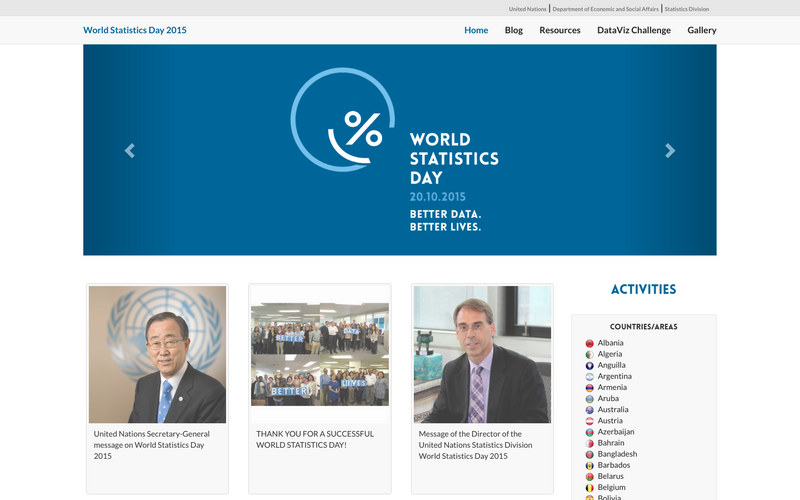 United Nations | Department of Economic and Social Affairs | Statistics Division
World Statistics Day 2015
Home Blog Resources DataViz Challenge Gallery
%
WORLD
STATISTICS
DAY
20.10.2015
BETTER DATA.
BETTER LIVES.
ACTIVITIES
COUNTRIES/AREAS
Albania
Algeria
Anguilla
Argentina
Armenia
Aruba
Australia
Austria
Azerbaijan
Bahrain
Bangladesh
Barbados
Belarus
Belgium
Bolivia
BETTER DATA
BETTER LIVES
United Nations Secretary-General
message on World Statistics Day
2015
THANK YOU FOR A SUCCESSFUL
WORLD STATISTICS DAY!
Message of the Director of the
United Nations Statistics Division
World Statistics Day 2015